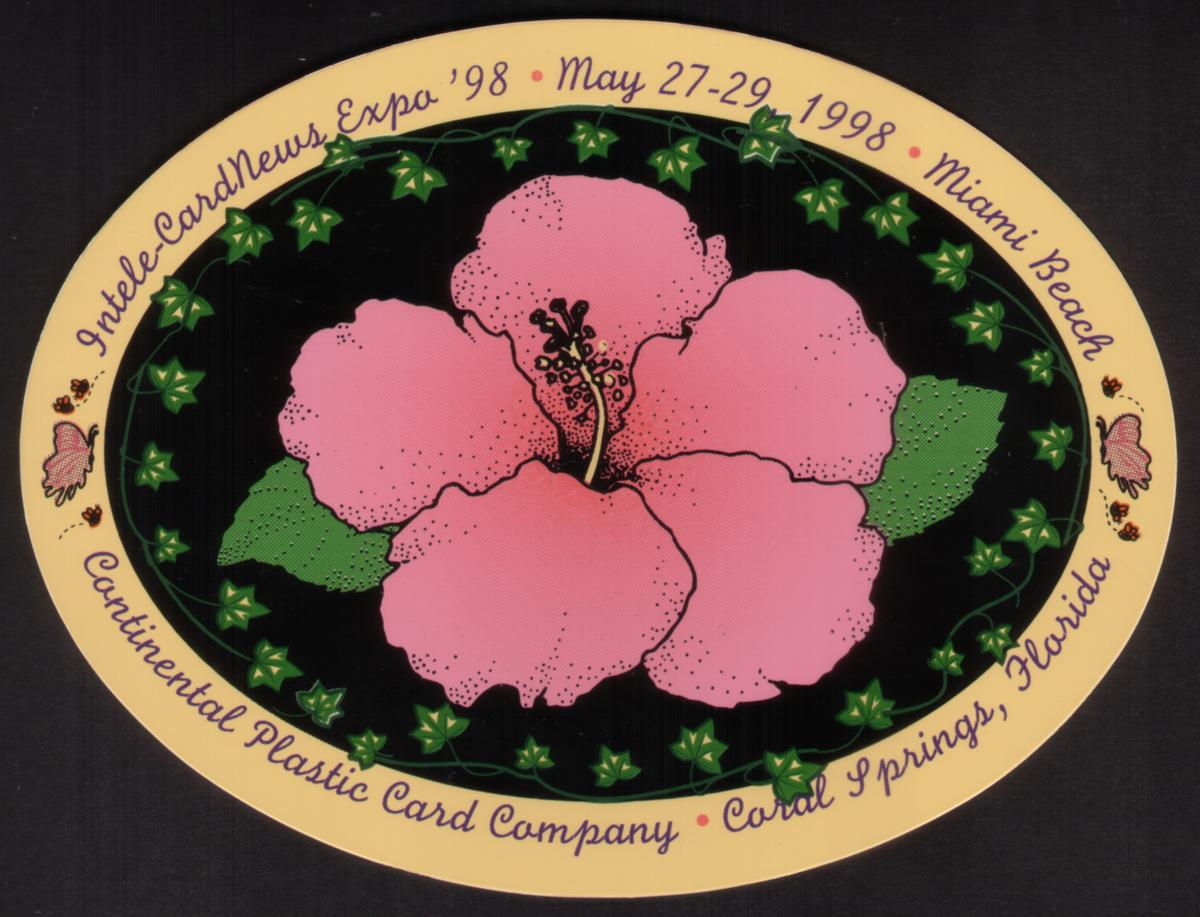 Intele-CardNews Expo '98 • May 27-29, 1998 • Miami Beach
Continental Plastic Card Company • Coral Springs, Florida